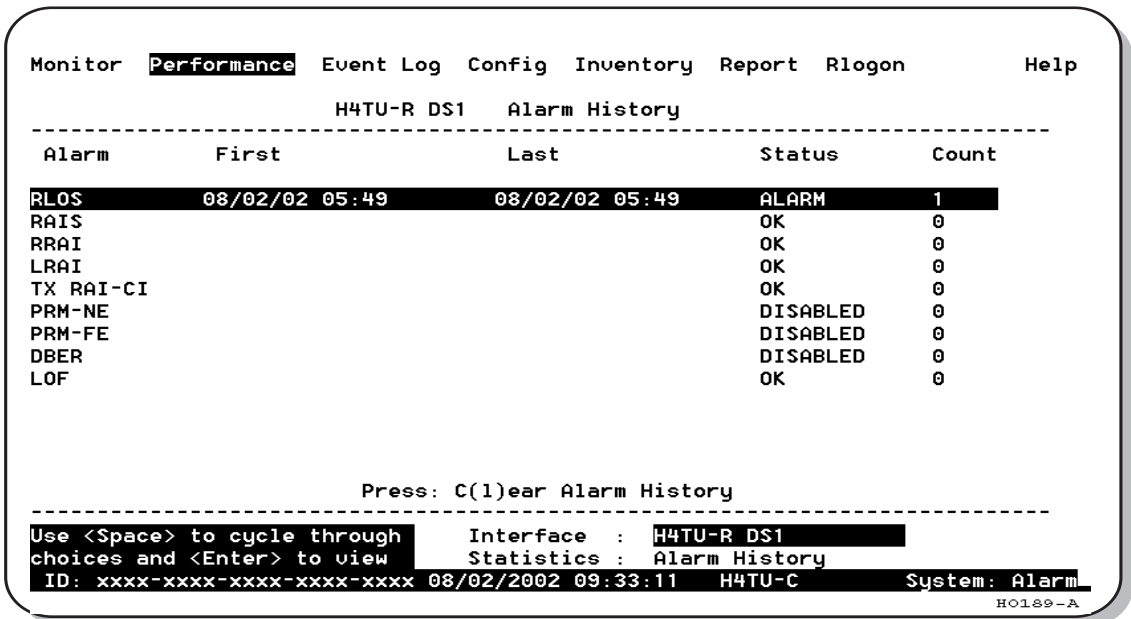 Monitor Performance Event Log Config Inventory Report Rlogon Help
H4TU-R DS1 Alarm History
--------------------------------------------------------------------------------
Alarm First Last Status Count
RLOS 08/02/02 05:49 08/02/02 05:49 ALARM 1
RAIS OK 0
RRAI OK 0
LRAI OK 0
TX RAI-CI OK 0
PRM-NE DISABLED 0
PRM-FE DISABLED 0
DBER DISABLED 0
LOF OK 0
Press: C(l)ear Alarm History
--------------------------------------------------------------------------------
Use <Space> to cycle through Interface : H4TU-R DS1
choices and <Enter> to view Statistics : Alarm History
ID: xxxx-xxxx-xxxx-xxxx-xxxx 08/02/2002 09:33:11 H4TU-C System: Alarm
HO189-A